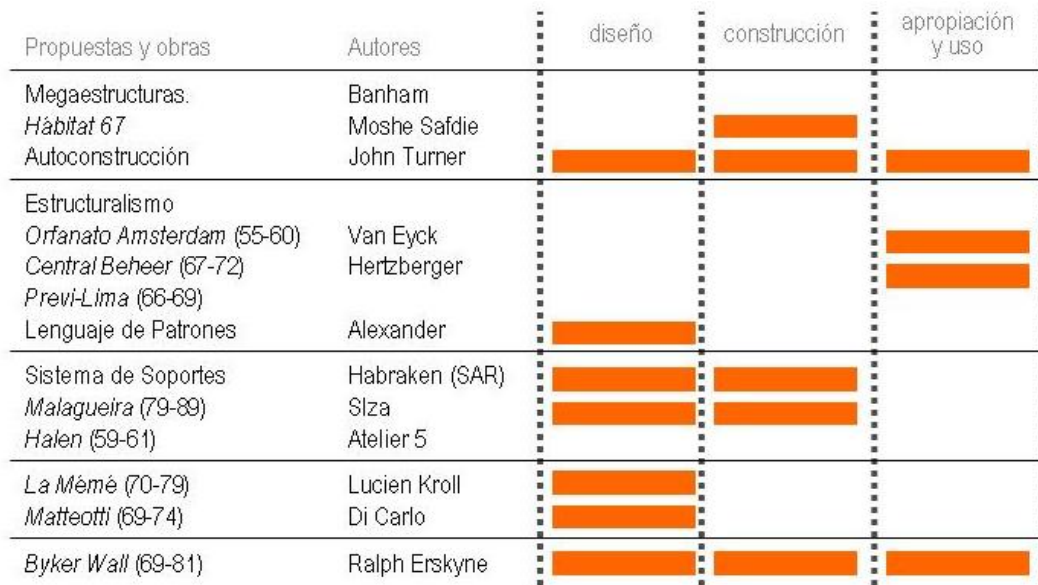 Propuestas y obras Autores diseño construcción apropiación y uso
Megaestructuras. Banham
Hábitat 67 Moshe Safdie
Autoconstrucción John Turner
Estructuralismo
Orfanato Amsterdam (55-60) Van Eyck
Central Beheer (67-72) Hertzberger
Previ-Lima (66-69)
Lenguaje de Patrones Alexander
Sistema de Soportes Habraken (SAR)
Malagueira (79-89) SIza
Halen (59-61) Atelier 5
La Mémé (70-79) Lucien Kroll
Matteotti (69-74) Di Carlo
Byker Wall (69-81) Ralph Erskyne